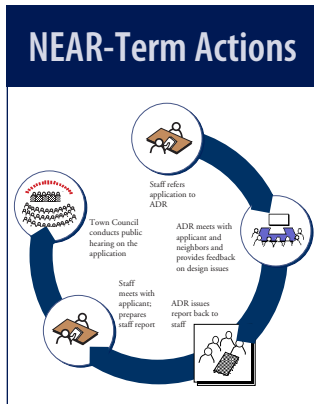 NEAR-Term Actions
Staff refers
application to
ADR
ADR meets with
applicant and
neighbors and
provides feedback
on design issues
ADR issues
report back to
staff
Staff
meets with
applicant;
prepares
staff report
Town Council
conducts public
hearing on the
application